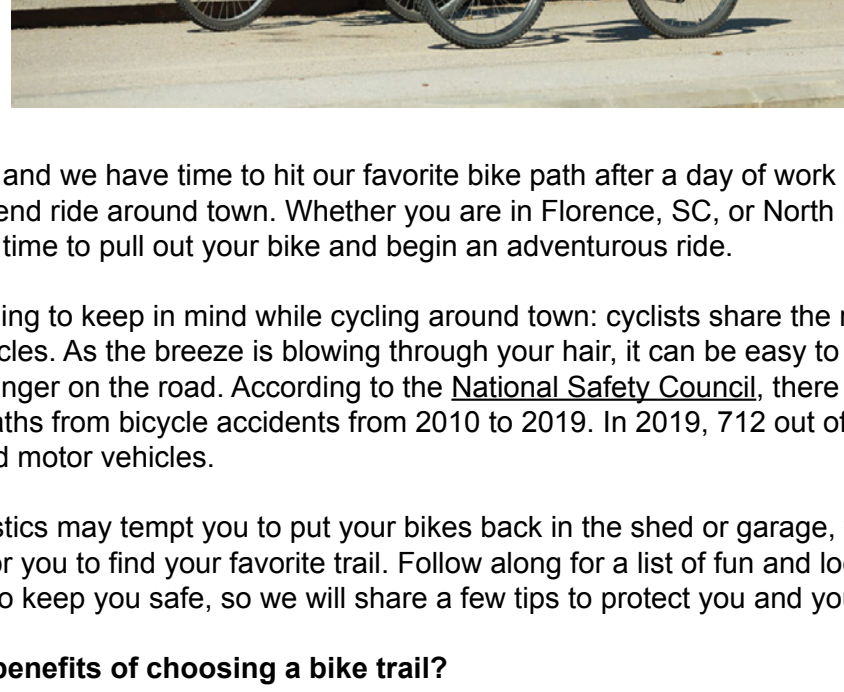 and we have time to hit our favorite bike path after a day of work
end ride around town. Whether you are in Florence, SC, or North
time to pull out your bike and begin an adventurous ride.
ing to keep in mind while cycling around town: cyclists share the
cles. As the breeze is blowing through your hair, it can be easy to
nger on the road. According to the National Safety Council, there
ths from bicycle accidents from 2010 to 2019. In 2019, 712 out of
motor vehicles.
stics may tempt you to put your bikes back in the shed or garage,
or you to find your favorite trail. Follow along for a list of fun and lo
o keep you safe, so we will share a few tips to protect you and yo
benefits of choosing a bike trail?